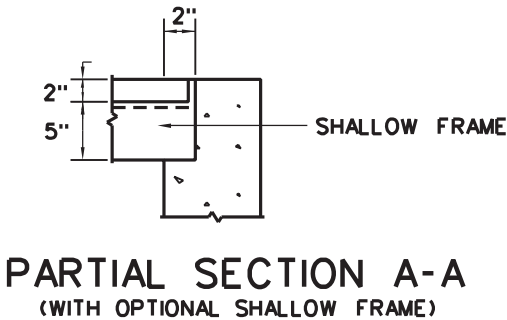 2"
2"
5"
SHALLOW FRAME
PARTIAL SECTION A-A
(WITH OPTIONAL SHALLOW FRAME)